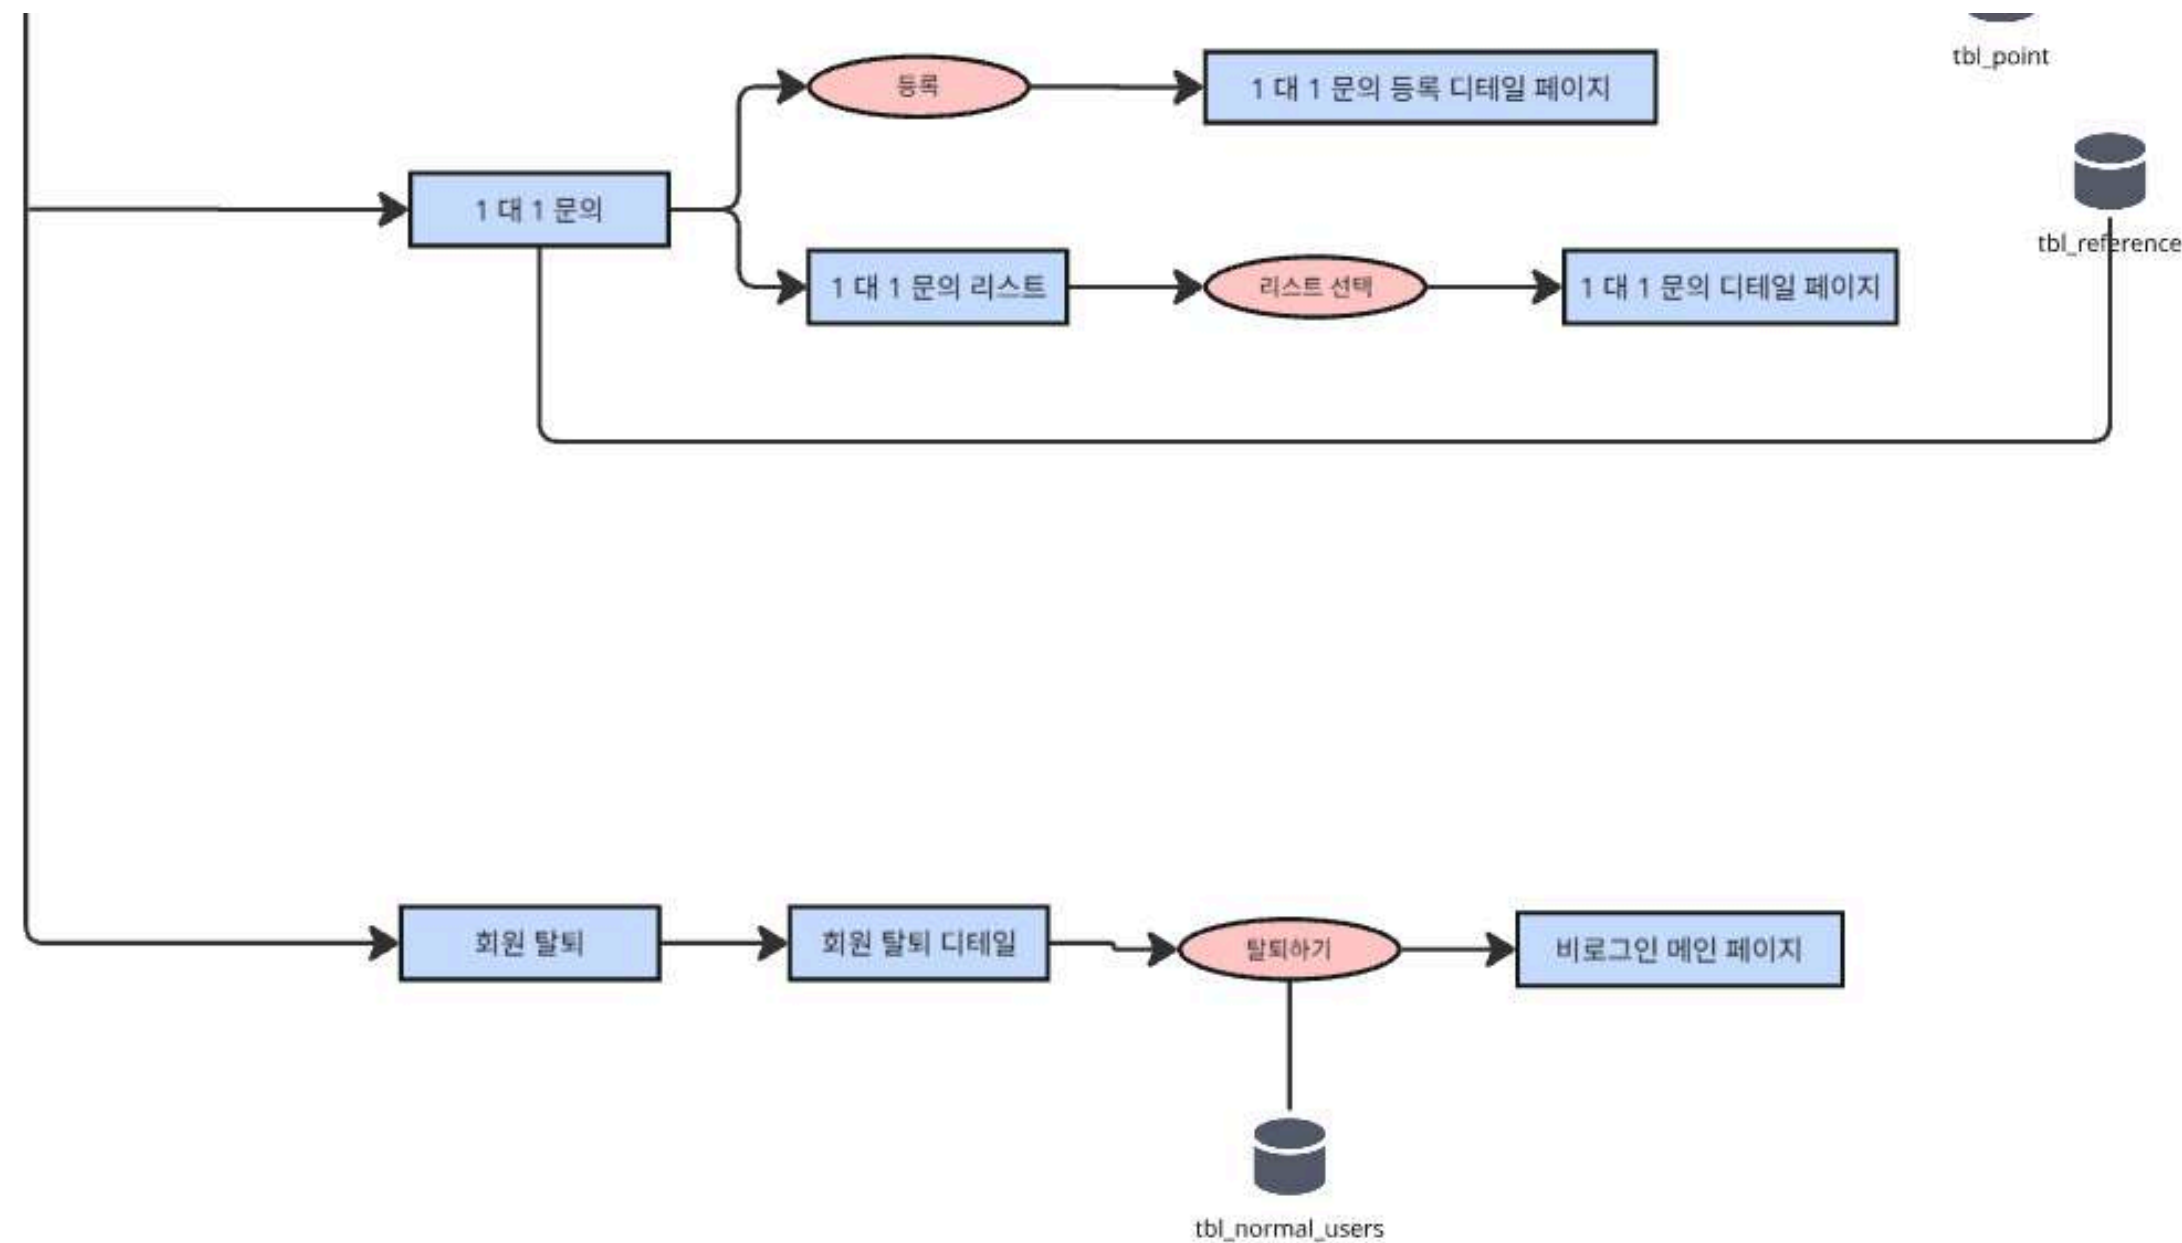 tbl_point
등록
1 대 1 문의 등록 디테일 페이지
1 대 1 문의
tbl_reference
1 대 1 문의 리스트
리스트 선택
1 대 1 문의 디테일 페이지
회원 탈퇴
회원 탈퇴 디테일
탈퇴하기
비로그인 메인 페이지
tbl_normal_users